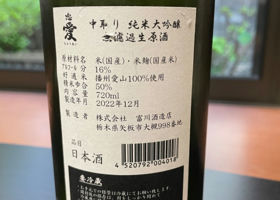 忠愛
中取り 純米大吟醸
無濾過生原酒
原材料名 米(国産)・米麹(国産米)
アルコール分 16%
好適米 播州愛山100%使用
精米歩合 50%
内容量 720ml
製造年月 2022年12月
製造者 株式会社 富川酒造店
栃木県矢板市大槻998番地
品目
日本酒
4 520792 004018
要冷蔵